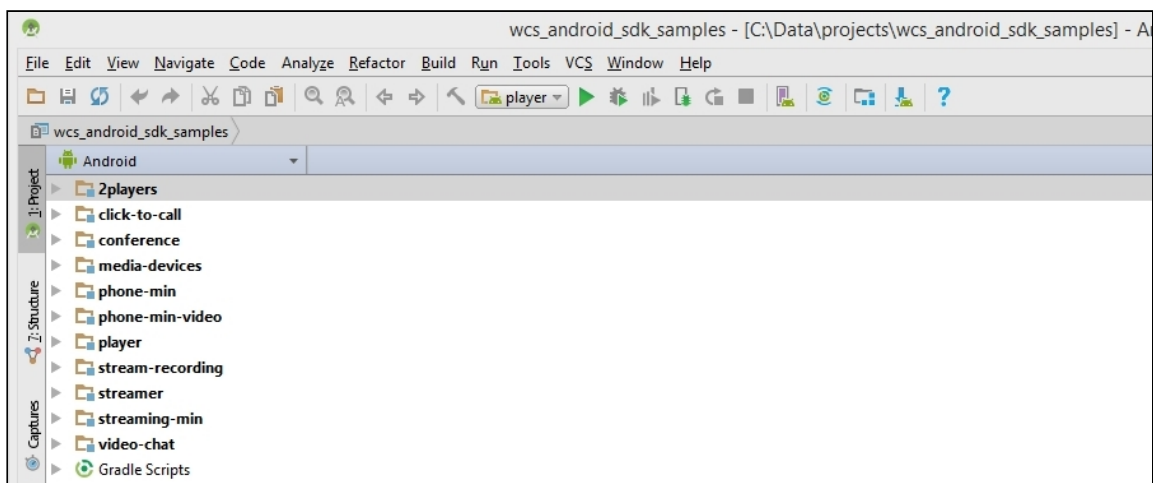 wcs_android_sdk_samples - [C:\Data\projects\wcs_android_sdk_samples] - A
File Edit View Navigate Code Analyze Refactor Build Run Tools VCS Window Help
player
?
wcs_android_sdk_samples
Android
1: Project
2players
click-to-call
conference
media-devices
phone-min
7: Structure
phone-min-video
player
stream-recording
streamer
Captures
streaming-min
video-chat
Gradle Scripts